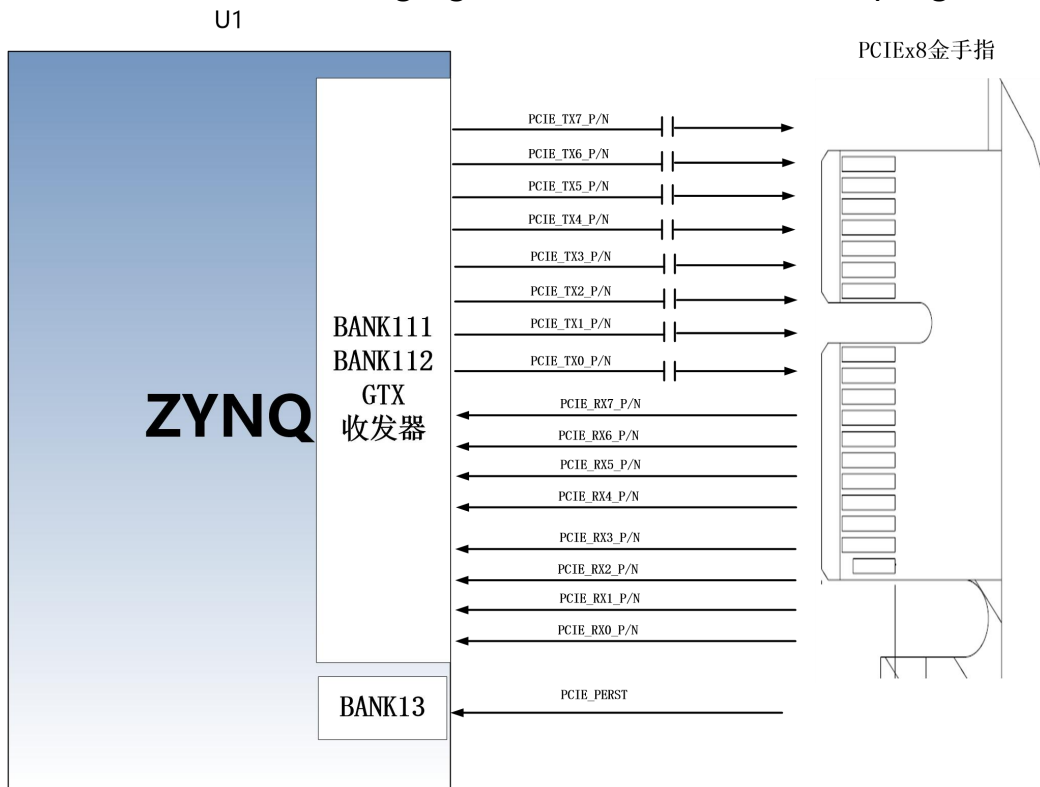 U1
PCIEx8金手指
PCIE_TX7_P/N
PCIE_TX6_P/N
PCIE_TX5_P/N
PCIE_TX4_P/N
PCIE_TX3_P/N
PCIE_TX2_P/N
PCIE_TX1_P/N
PCIE_TX0_P/N
ZYNQ
BANK111
BANK112
GTX
收发器
PCIE_RX7_P/N
PCIE_RX6_P/N
PCIE_RX5_P/N
PCIE_RX4_P/N
PCIE_RX3_P/N
PCIE_RX2_P/N
PCIE_RX1_P/N
PCIE_RX0_P/N
BANK13
PCIE_PERST